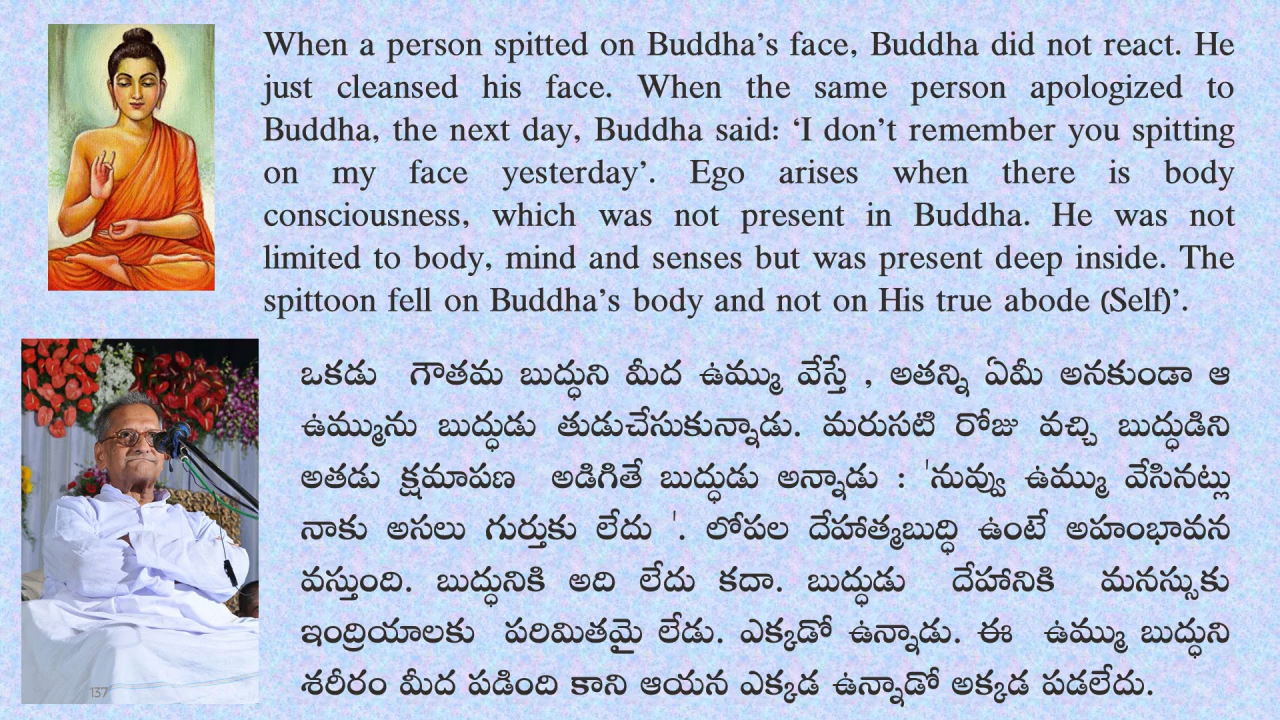 When a person spitted on Buddha’s face, Buddha did not react. He
just cleansed his face. When the same person apologized to
Buddha, the next day, Buddha said: ‘I don’t remember you spitting
on my face yesterday’. Ego arises when there is body
consciousness, which was not present in Buddha. He was not
limited to body, mind and senses but was present deep inside. The
spittoon fell on Buddha’s body and not on His true abode (Self)’.
ఒకడు గౌతమ బుద్ధుని మీద ఉమ్ము వేస్తే , అతన్ని ఏమీ అనకుండా ఆ
ఉమ్మును బుద్ధుడు తుడుచేసుకున్నాడు. మరుసటి రోజు వచ్చి బుద్ధుడిని
అతడు క్షమాపణ అడిగితే బుద్ధుడు అన్నాడు : 'నువ్వు ఉమ్ము వేసినట్లు
నాకు అసలు గుర్తుకు లేదు '. లోపల దేహాత్మబుద్ధి ఉంటే అహంభావన
వస్తుంది. బుద్ధునికి అది లేదు కదా. బుద్ధుడు దేహానికి మనస్సుకు
ఇంద్రియాలకు పరిమితమై లేడు. ఎక్కడో ఉన్నాడు. ఈ ఉమ్ము బుద్ధుని
శరీరం మీద పడింది కాని ఆయన ఎక్కడ ఉన్నాడో అక్కడ పడలేదు.
137